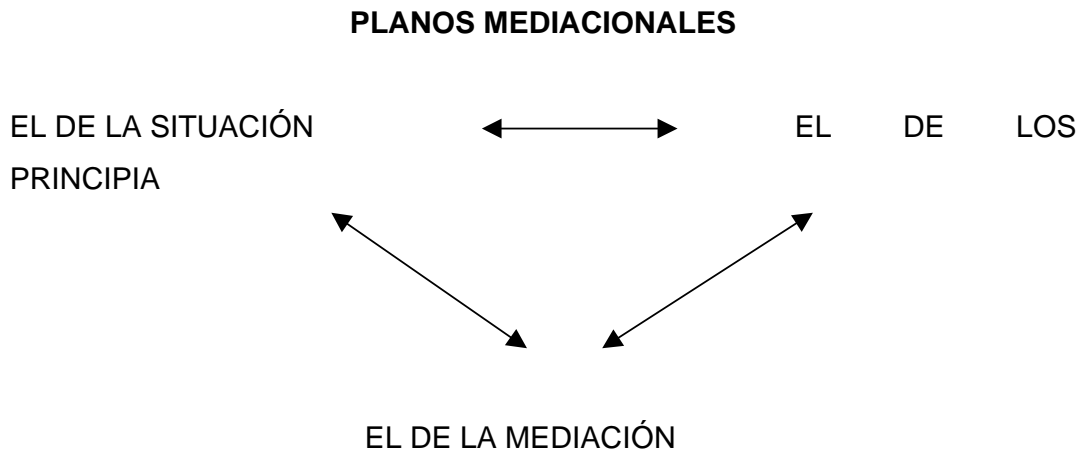 PLANOS MEDIACIONALES
EL DE LA SITUACIÓN EL DE LOS
PRINCIPIA
EL DE LA MEDIACIÓN